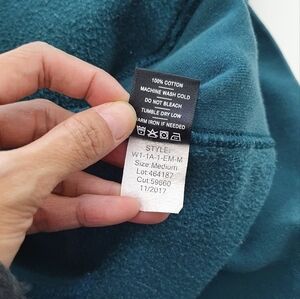 100% COTTON
MACHINE WASH COLD
DO NOT BLEACH
TUMBLE DRY LOW
WARM IRON IF NEEDED
STYLE:
W1-1A-1-EM-M
Size: Medium
Lot: 464187
Cut: 59660
11/2017